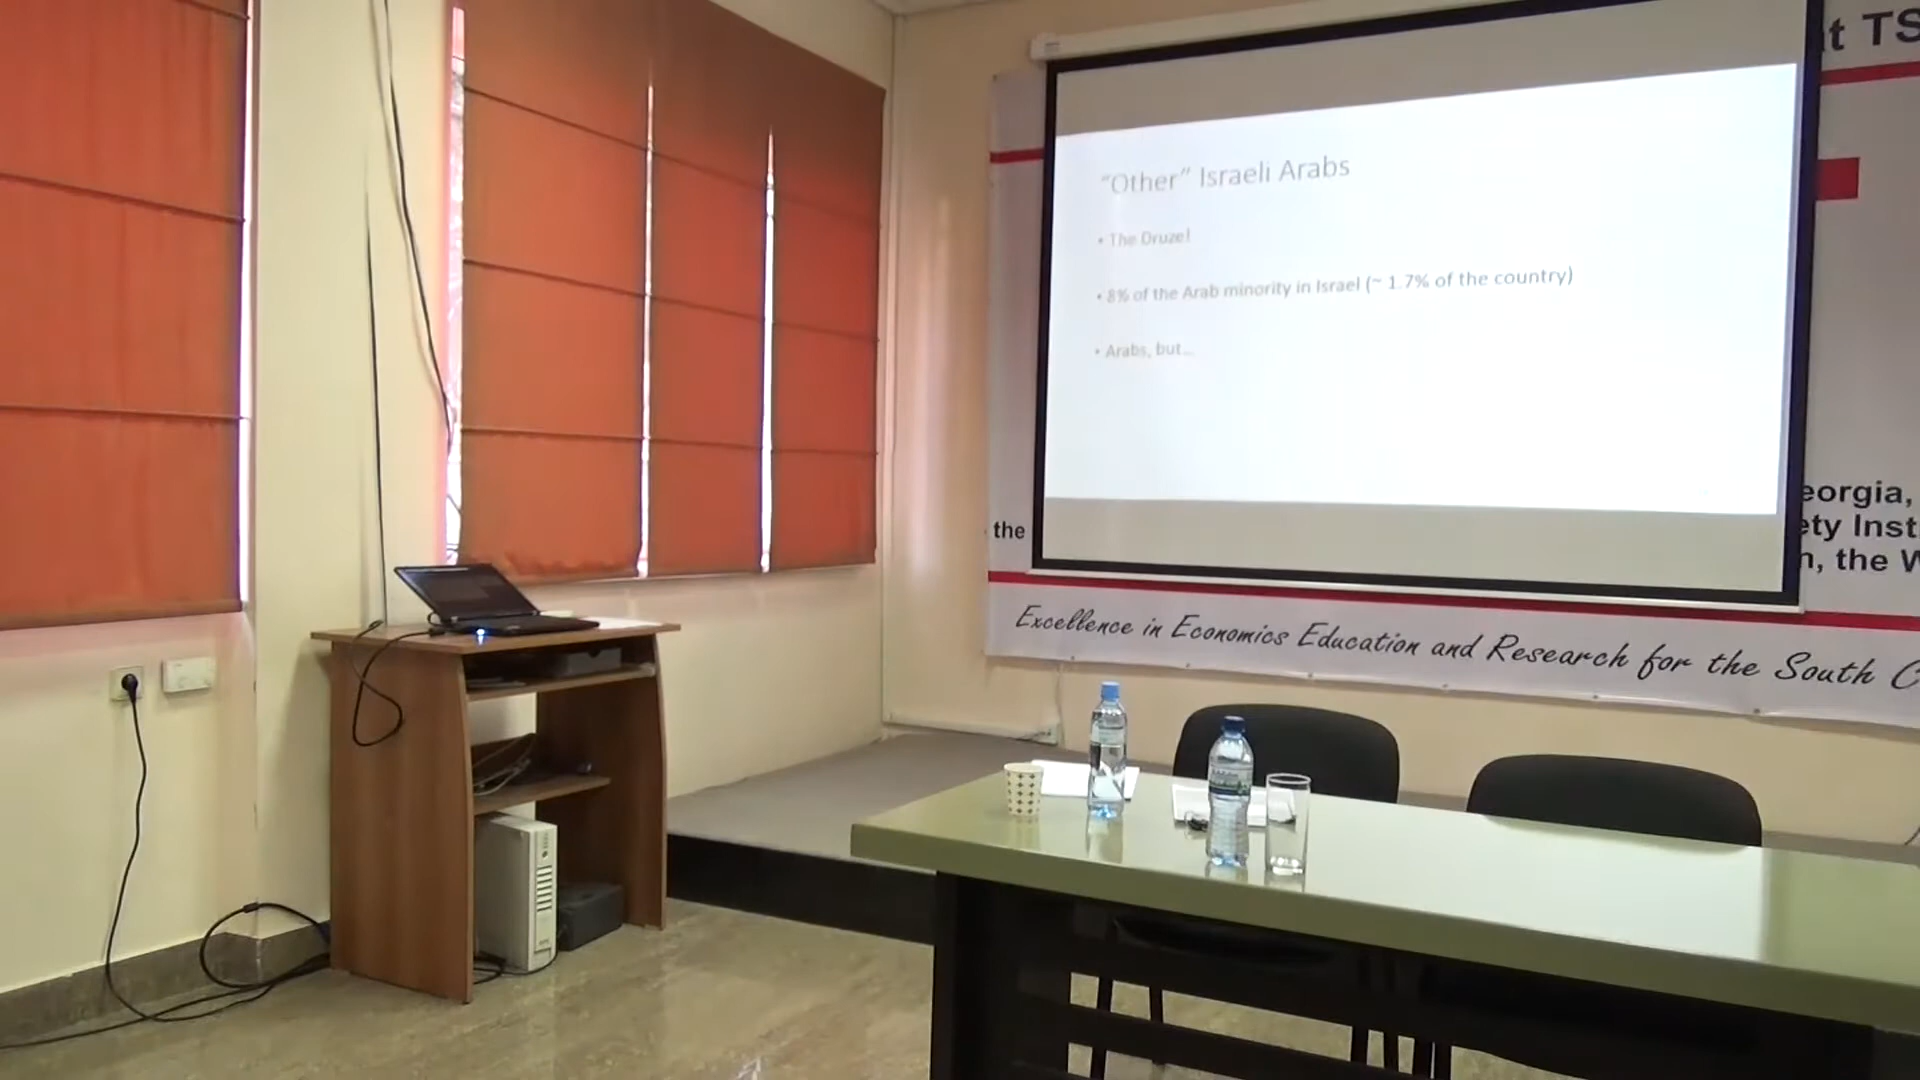 t TS
"Other" Israeli Arabs
• The Druze!
• 8% of the Arab minority in Israel (~ 1.7% of the country)
• Arabs, but...
eorgia,
the
ety Inst
n, the W
Excellence in Economics Education and Research for the South C